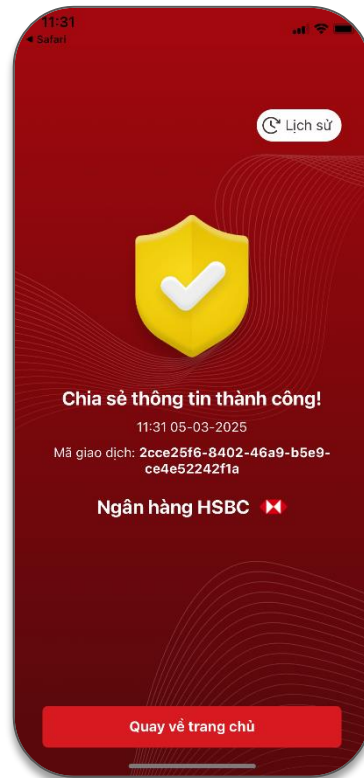 11:31
◀ Safari
Lịch sử
Chia sẻ thông tin thành công!
11:31 05-03-2025
Mã giao dịch: 2cce25f6-8402-46a9-b5e9-
ce4e52242f1a
Ngân hàng HSBC
Quay về trang chủ